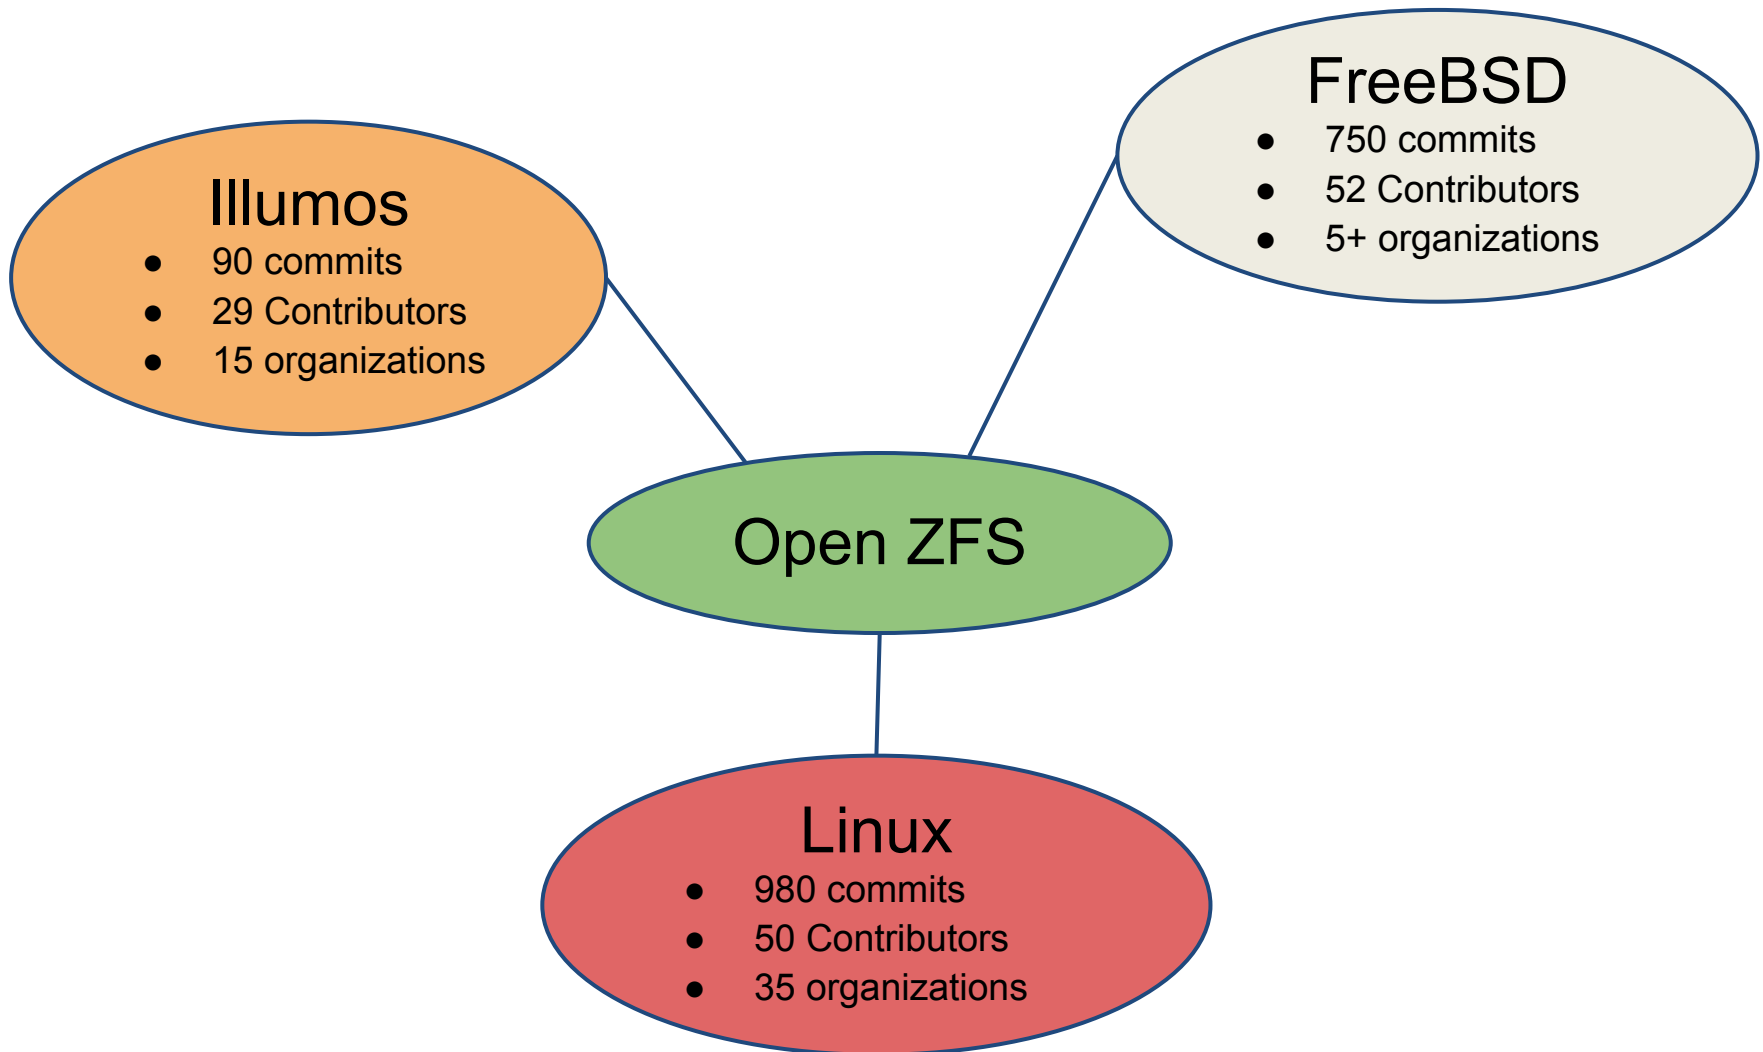 FreeBSD
● 750 commits
● 52 Contributors
● 5+ organizations
Illumos
● 90 commits
● 29 Contributors
● 15 organizations
Open ZFS
Linux
● 980 commits
● 50 Contributors
● 35 organizations